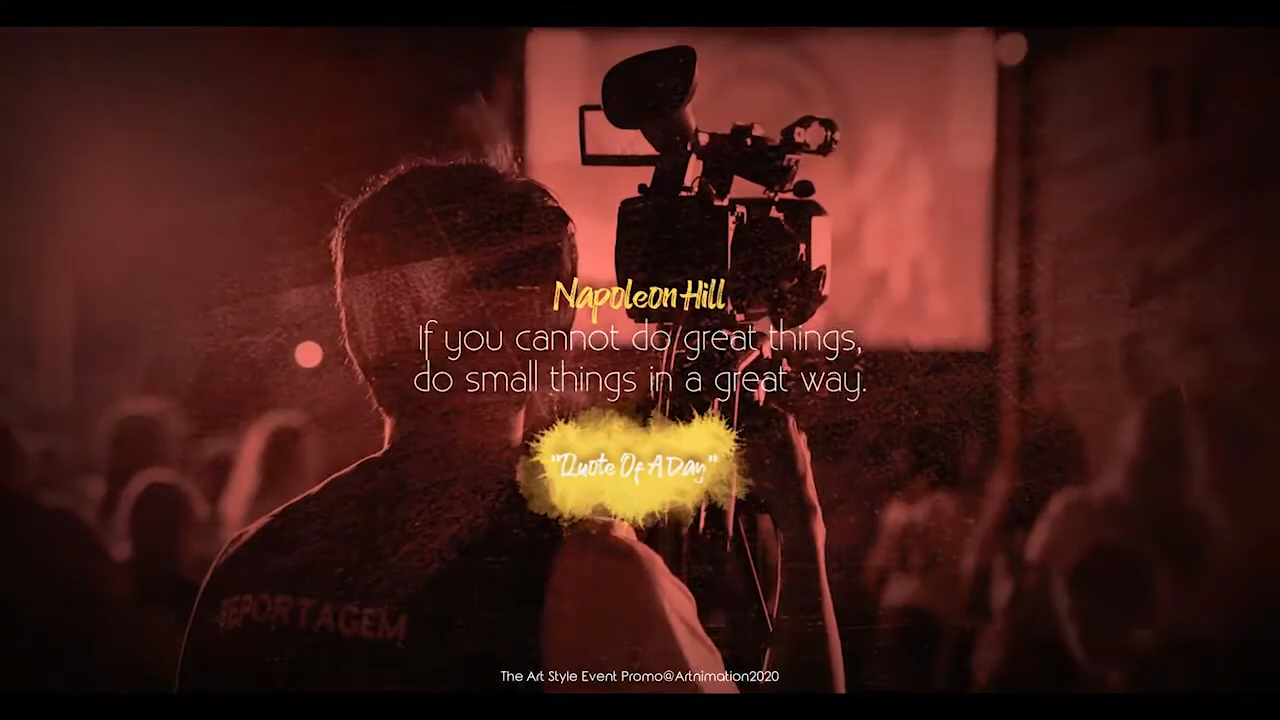 Napoleon Hill
If you cannot do great things,
do small things in a great way.
"Quote Of A Day"
REPORTAGEM
The Art Style Event Promo@Artnimation2020